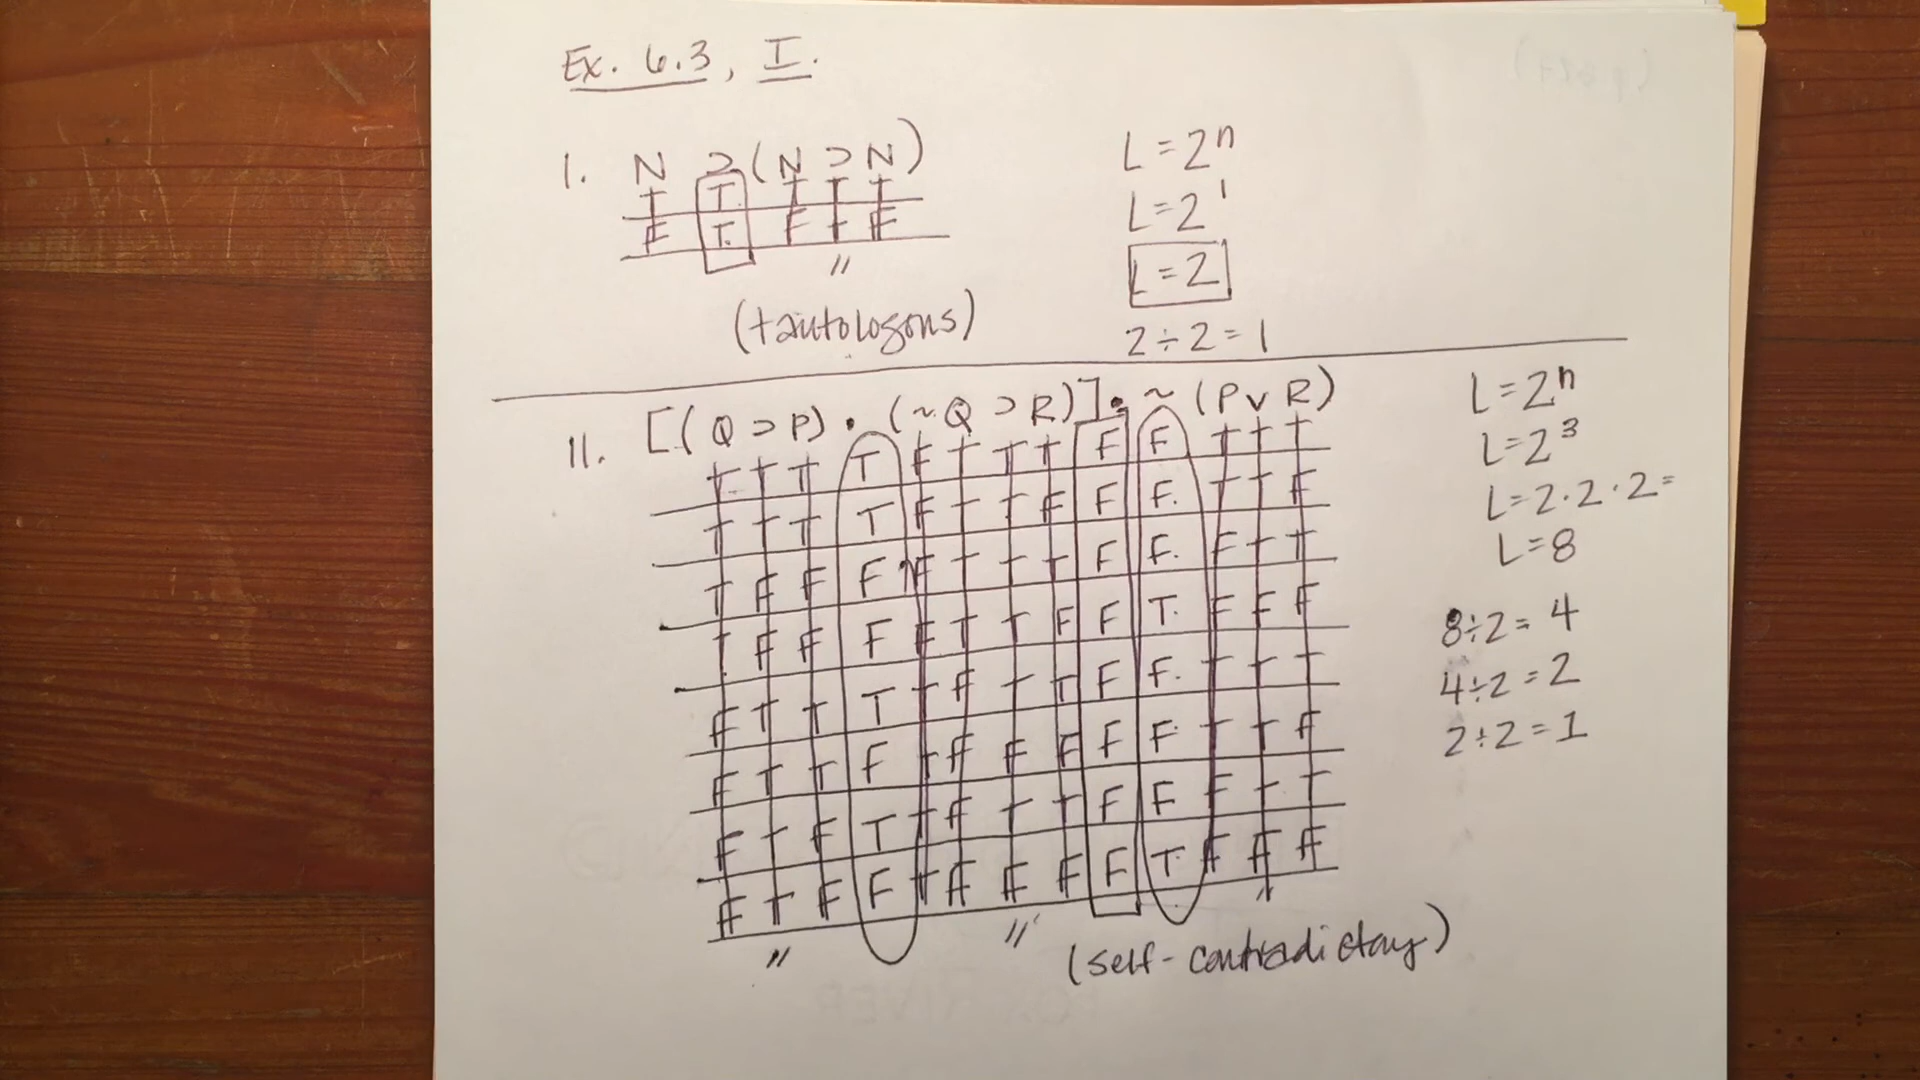 Ex. 6.3, I.
1. N ⊃ (N ⊃ N)
T T T T T
F T F T F
〃
(tautologous)
L = 2ⁿ
L = 2¹
L = 2
2 ÷ 2 = 1
11. [(Q ⊃ P) • (~Q ⊃ R)] • ~(P v R)
T T T T F T T T F F T T T
T T T T F T T F F F T T F
T F F F F T T T F F F T T
T F F F F T T F F T F F F
F T T T T F T T F F T T T
F T T F T F F F F F T T F
F T F T T F T T F F F T T
F T F F T F F F F T F F F
〃 〃 〃
(self-contradictory)
L = 2ⁿ
L = 2³
L = 2·2·2 =
L = 8
8 ÷ 2 = 4
4 ÷ 2 = 2
2 ÷ 2 = 1